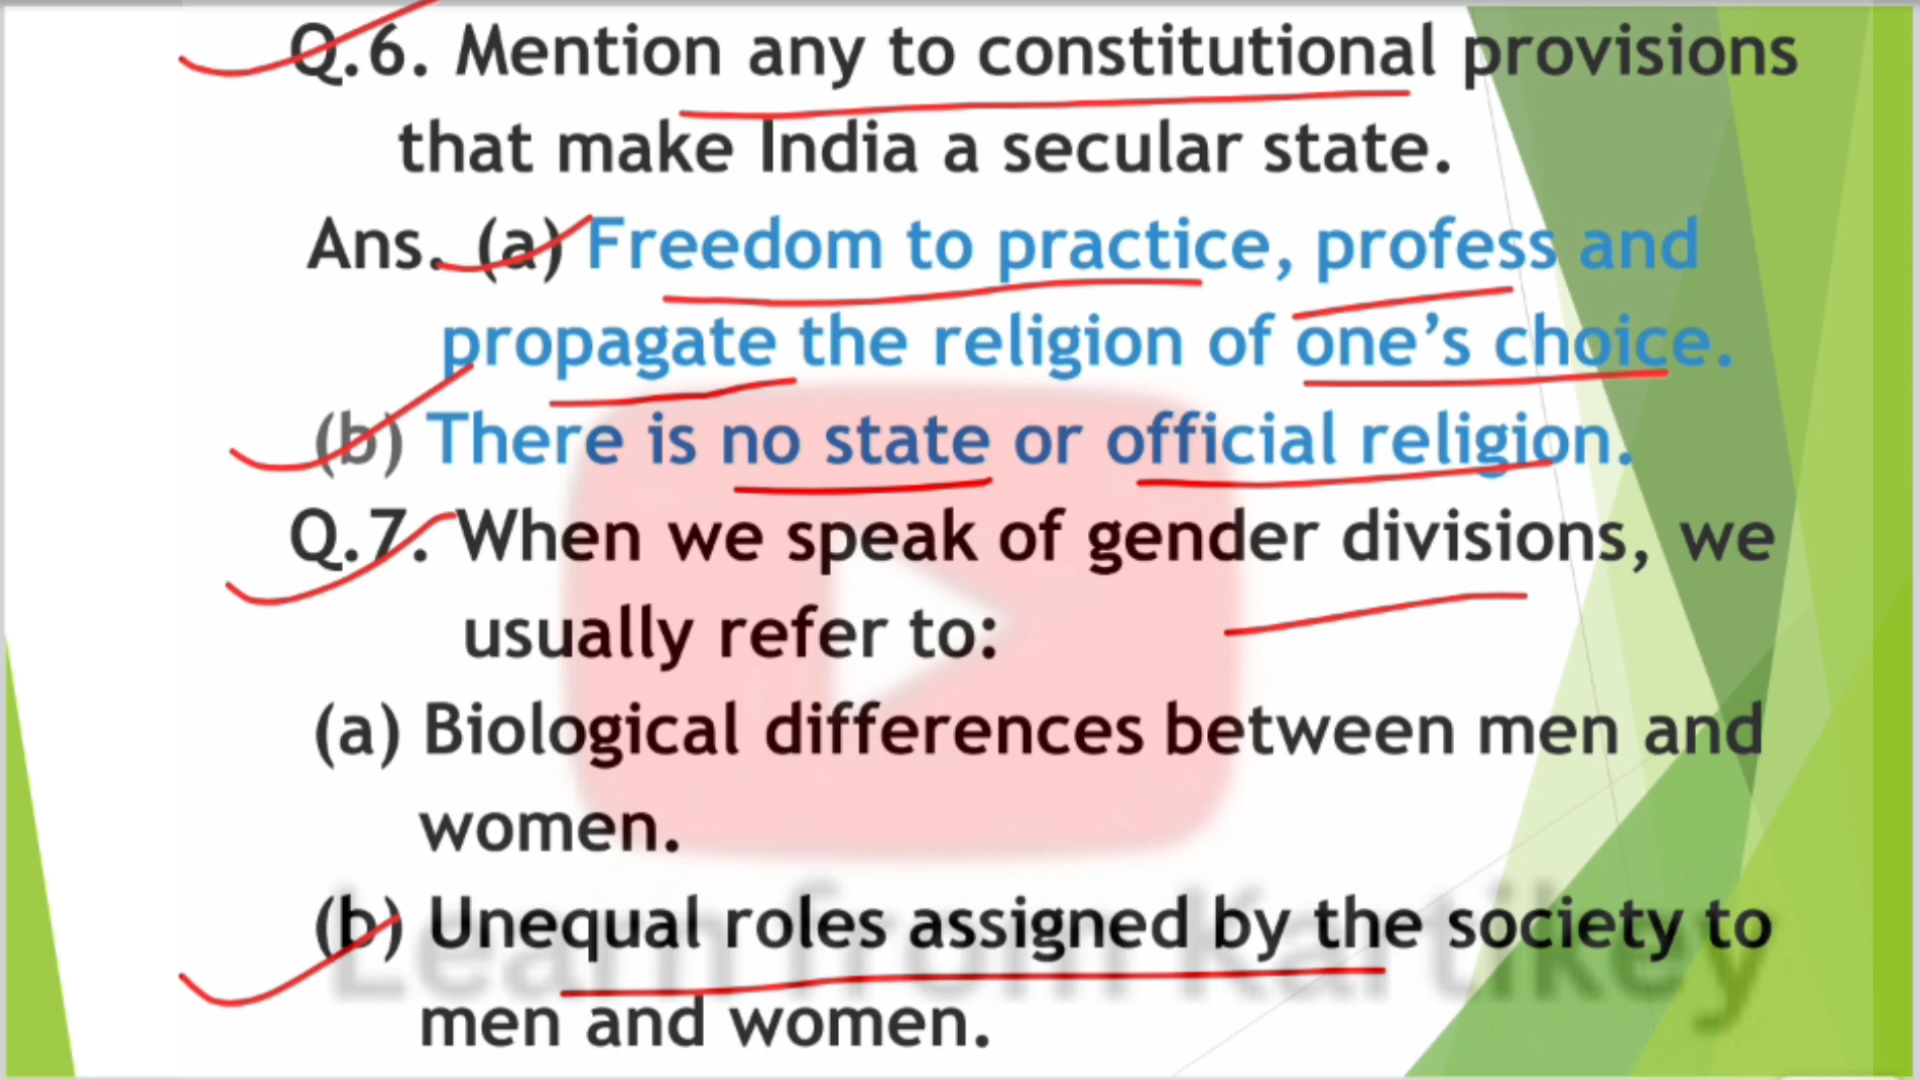 Q.6. Mention any to constitutional provisions
that make India a secular state.
Ans. (a) Freedom to practice, profess and
propagate the religion of one's choice.
(b) There is no state or official religion.
Q.7. When we speak of gender divisions, we
usually refer to:
(a) Biological differences between men and
women.
(b) Unequal roles assigned by the society to
Learn from Kartikey
men and women.